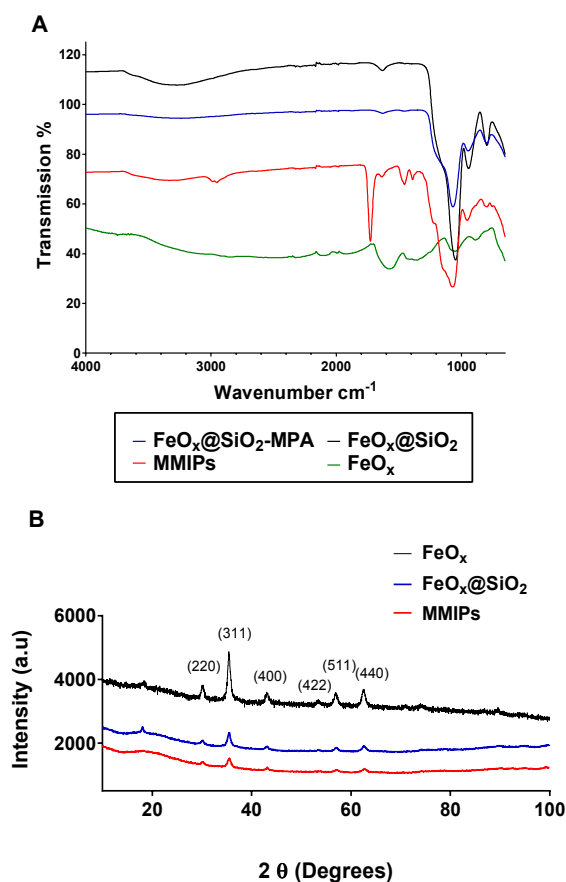 A
Transmission %
120
100
80
60
40
20
0
4000 3000 2000 1000
Wavenumber cm⁻¹
FeOₓ@SiO₂-MPA FeOₓ@SiO₂
MMIPs FeOₓ
B
FeOₓ
FeOₓ@SiO₂
MMIPs
Intensity (a.u)
6000
4000
2000
(220) (311) (400) (422) (511) (440)
20 40 60 80 100
2 θ (Degrees)